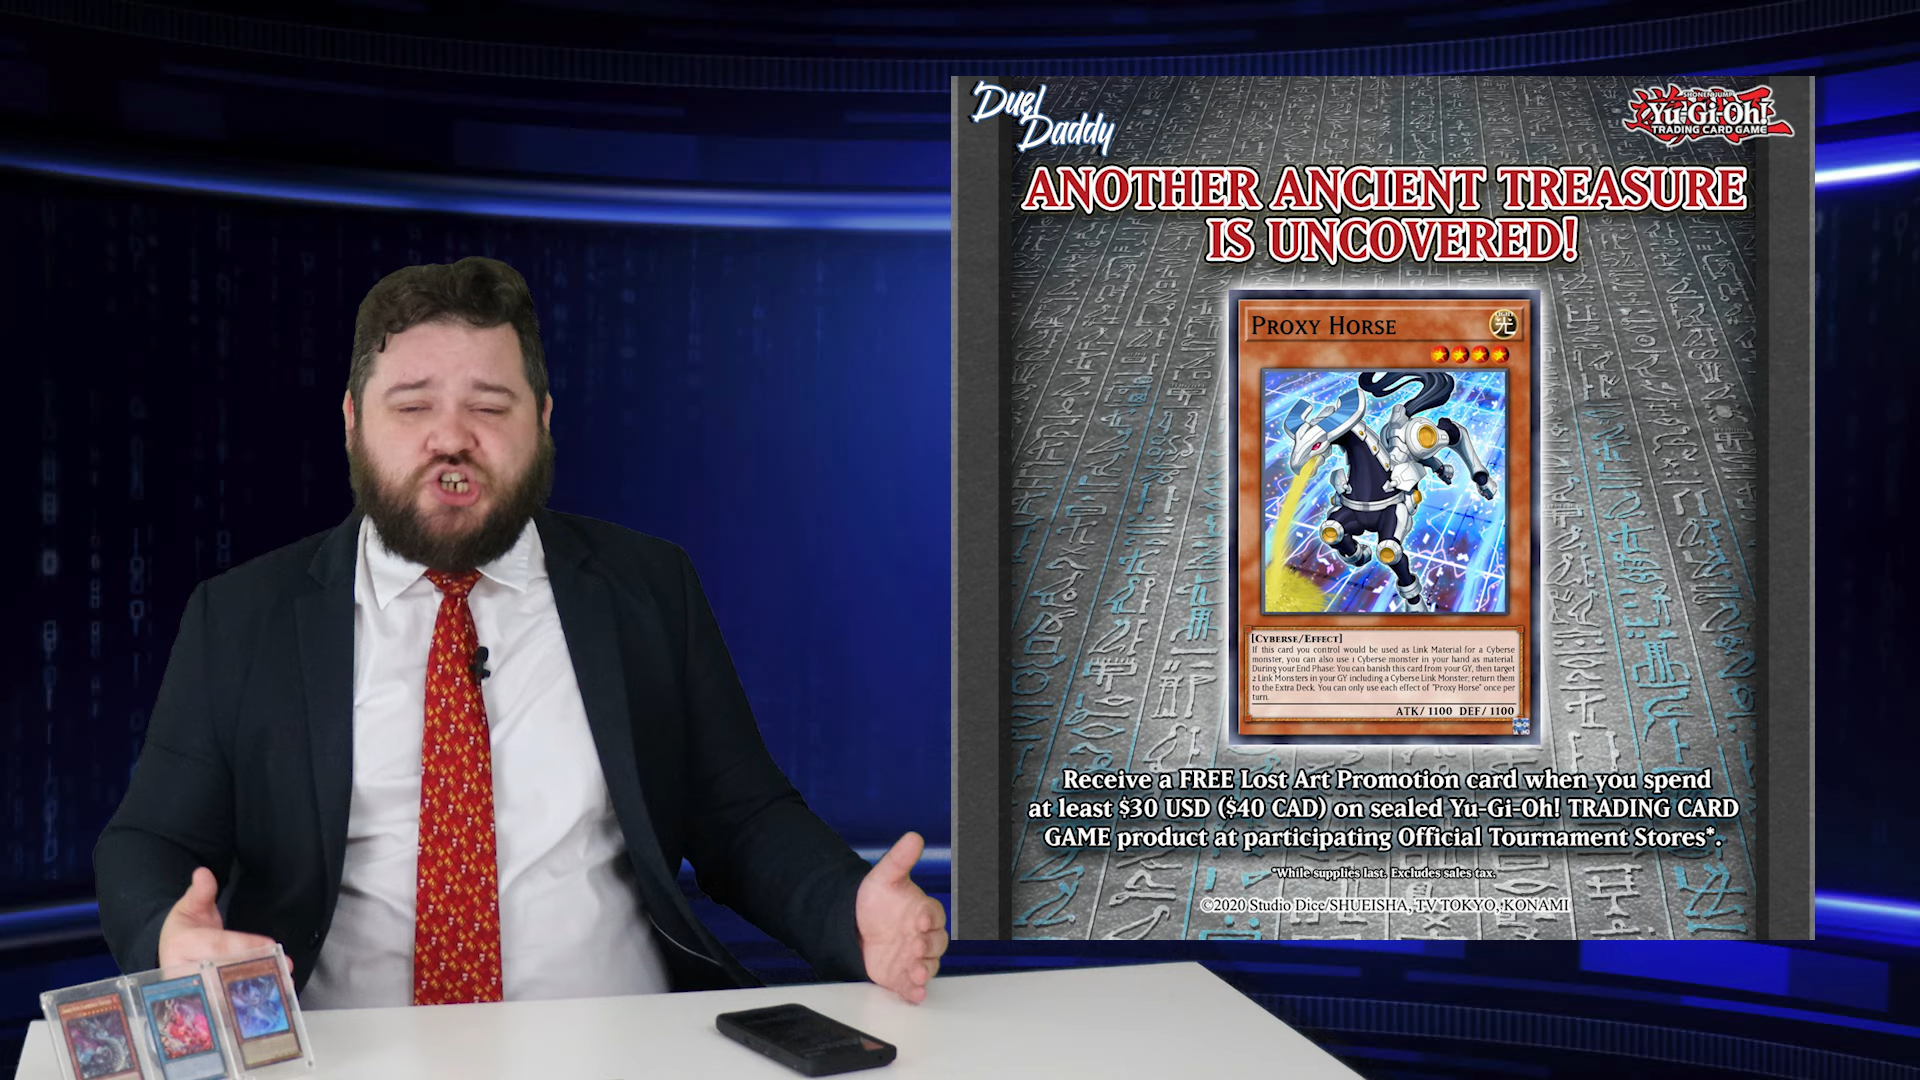 Duel
Daddy
SHONEN JUMP
Yu-Gi-Oh!
TRADING CARD GAME
ANOTHER ANCIENT TREASURE
IS UNCOVERED!
PROXY HORSE
LIGHT
光
[CYBERSE/EFFECT]
If this card you control would be used as Link Material for a Cyberse
monster, you can also use 1 Cyberse monster in your hand as material.
During your End Phase: You can banish this card from your GY, then target
2 Link Monsters in your GY including a Cyberse Link Monster; return them
to the Extra Deck. You can only use each effect of "Proxy Horse" once per
turn.
ATK/ 1100 DEF/ 1100
Receive a FREE Lost Art Promotion card when you spend
at least $30 USD ($40 CAD) on sealed Yu-Gi-Oh! TRADING CARD
GAME product at participating Official Tournament Stores*.
*While supplies last. Excludes sales tax.
©2020 Studio Dice/SHUEISHA, TV TOKYO, KONAMI